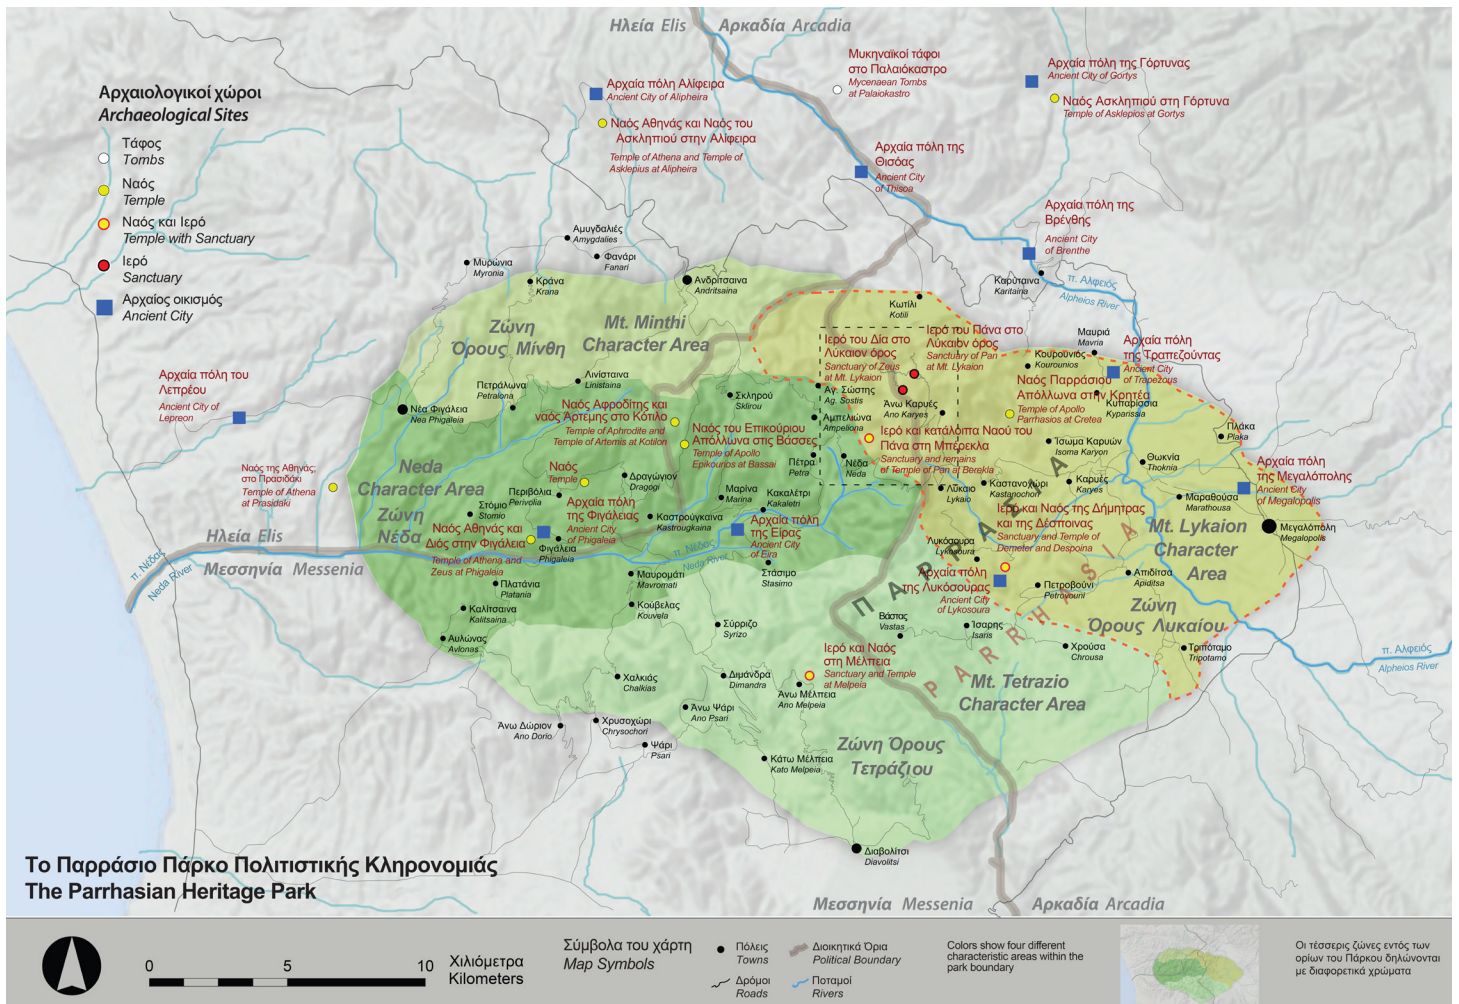 Ηλεία Elis
Αρκαδία Arcadia
Αρχαιολογικοί χώροι
Archaeological Sites
Τάφος
Tombs
Ναός
Temple
Ναός και Ιερό
Temple with Sanctuary
Ιερό
Sanctuary
Αρχαίος οικισμός
Ancient City
Αρχαία πόλη Αλίφειρα
Ancient City of Alipheira
Ναός Αθηνάς και Ναός του
Ασκληπιού στην Αλίφειρα
Temple of Athena and Temple of
Asklepius at Alipheira
Μυκηναϊκοί τάφοι
στο Παλαιόκαστρο
Mycenaean Tombs
at Palaiokastro
Αρχαία πόλη της Γόρτυνας
Ancient City of Gortys
Ναός Ασκληπιού στη Γόρτυνα
Temple of Asklepios at Gortys
Αρχαία πόλη της
Θισόας
Ancient City
of Thisoa
Αρχαία πόλη της
Βρένθης
Ancient City
of Brenthe
Καρύταινα
Karitaina
π. Αλφειός
Alpheios River
Αμυγδαλιές
Amygdalies
Φανάρι
Fanari
Μυρώνια
Myronia
Κράνα
Krana
Ανδρίτσαινα
Andritsaina
Ζώνη
Όρους Μίνθη
Mt. Minthi
Character Area
Κωτίλι
Kotili
Ιερό του Δία στο
Λύκαιον όρος
Sanctuary of Zeus
at Mt. Lykaion
Ιερό του Πάνα στο
Λύκαιον όρος
Sanctuary of Pan
at Mt. Lykaion
Μαυριά
Mavria
Κουρουνιός
Kourounios
Αρχαία πόλη
της Τραπεζούντας
Ancient City
of Trapezous
Αρχαία πόλη του
Λεπρέου
Ancient City of
Lepreon
Λινίσταινα
Linistaina
Πετράλωνα
Petralona
Νέα Φιγάλεια
Nea Phigaleia
Ναός Αφροδίτης και
ναός Άρτεμης στο Κότιλο
Temple of Aphrodite and
Temple of Artemis at Kotilon
Σκληρού
Sklirou
Αγ. Σώστης
Ag. Sostis
Άνω Καρυές
Ano Karyes
Αμπελιώνα
Ampeliona
Ναός Παρράσιου
Απόλλωνα στην Κρητέα
Temple of Apollo
Parrhasios at Cretea
Κυπαρίσσια
Kyparissia
Ναός του Επικούριου
Απόλλωνα στις Βάσσες
Temple of Apollo
Epikourios at Bassai
Ιερό και κατάλοιπα Ναού του
Πάνα στη Μπέρεκλα
Sanctuary and remains
of Temple of Pan at Berekla
Ίσωμα Καρυών
Isoma Karyon
Πλάκα
Plaka
Πέτρα
Petra
Νέδα
Neda
Θωκνία
Thoknia
Αρχαία πόλη
της Μεγαλόπολης
Ancient City
of Megalopolis
Ναός της Αθηνάς;
στο Πρασιδάκι
Temple of Athena
at Prasidaki
Neda
Character Area
Ναός
Temple
Δραγώγιον
Dragogi
Περιβόλια
Perivolia
Μαρίνα
Marina
Κακαλέτρι
Kakaletri
Λύκαιο
Lykaio
Καστανοχώρι
Kastanochori
Καρυές
Karyes
Μαραθούσα
Marathousa
Μεγαλόπολη
Megalopolis
Ζώνη
Νέδα
Στόμιο
Stomio
Αρχαία πόλη
της Φιγάλειας
Ancient City
of Phigaleia
Καστρούγκαινα
Kastrougkaina
Αρχαία πόλη
της Είρας
Ancient City
of Eira
Ιερό και Ναός της Δήμητρας
και της Δέσποινας
Sanctuary and Temple of
Demeter and Despoina
Mt. Lykaion
Character
Area
Ναός Αθηνάς και
Διός στην Φιγάλεια
Temple of Athena and
Zeus at Phigaleia
Φιγάλεια
Phigaleia
π. Νέδας
Neda River
Λυκόσουρα
Lykosoura
Ηλεία Elis
Μεσσηνία Messenia
π. Νέδας
Neda River
Πλατάνια
Platania
Μαυρομάτι
Mavromati
Στάσιμο
Stasimo
Αρχαία πόλη
της Λυκόσουρας
Ancient City
of Lykosoura
Πετροβούνι
Petrovouni
Απιδίτσα
Apiditsa
ΠΑΡΡΑΣΙΑ
PARRHASIA
Καλίτσαινα
Kalitsaina
Κούβελας
Kouvela
Ζώνη
Όρους Λυκαίου
Αυλώνας
Avlonas
Σύρριζο
Syrizo
Βάστας
Vastas
Ίσαρης
Isaris
Χρούσα
Chrousa
Τριπόταμο
Tripotamo
π. Αλφειός
Alpheios River
Ιερό και Ναός
στη Μέλπεια
Sanctuary and Temple
at Melpeia
Χαλκιάς
Chalkias
Διμάνδρα
Dimandra
Άνω Μέλπεια
Ano Melpeia
Mt. Tetrazio
Character Area
Άνω Ψάρι
Ano Psari
Άνω Δώριον
Ano Dorio
Χρυσοχώρι
Chrysochori
Ψάρι
Psari
Κάτω Μέλπεια
Kato Melpeia
Ζώνη Όρους
Τετράζιου
Διαβολίτσι
Diavolitsi
Το Παρράσιο Πάρκο Πολιτιστικής Κληρονομιάς
The Parrhasian Heritage Park
Μεσσηνία Messenia
Αρκαδία Arcadia
0 5 10
Χιλιόμετρα
Kilometers
Σύμβολα του χάρτη
Map Symbols
Πόλεις
Towns
Δρόμοι
Roads
Διοικητικά Όρια
Political Boundary
Ποταμοί
Rivers
Colors show four different
characteristic areas within the
park boundary
Οι τέσσερις ζώνες εντός των
ορίων του Πάρκου δηλώνονται
με διαφορετικά χρώματα